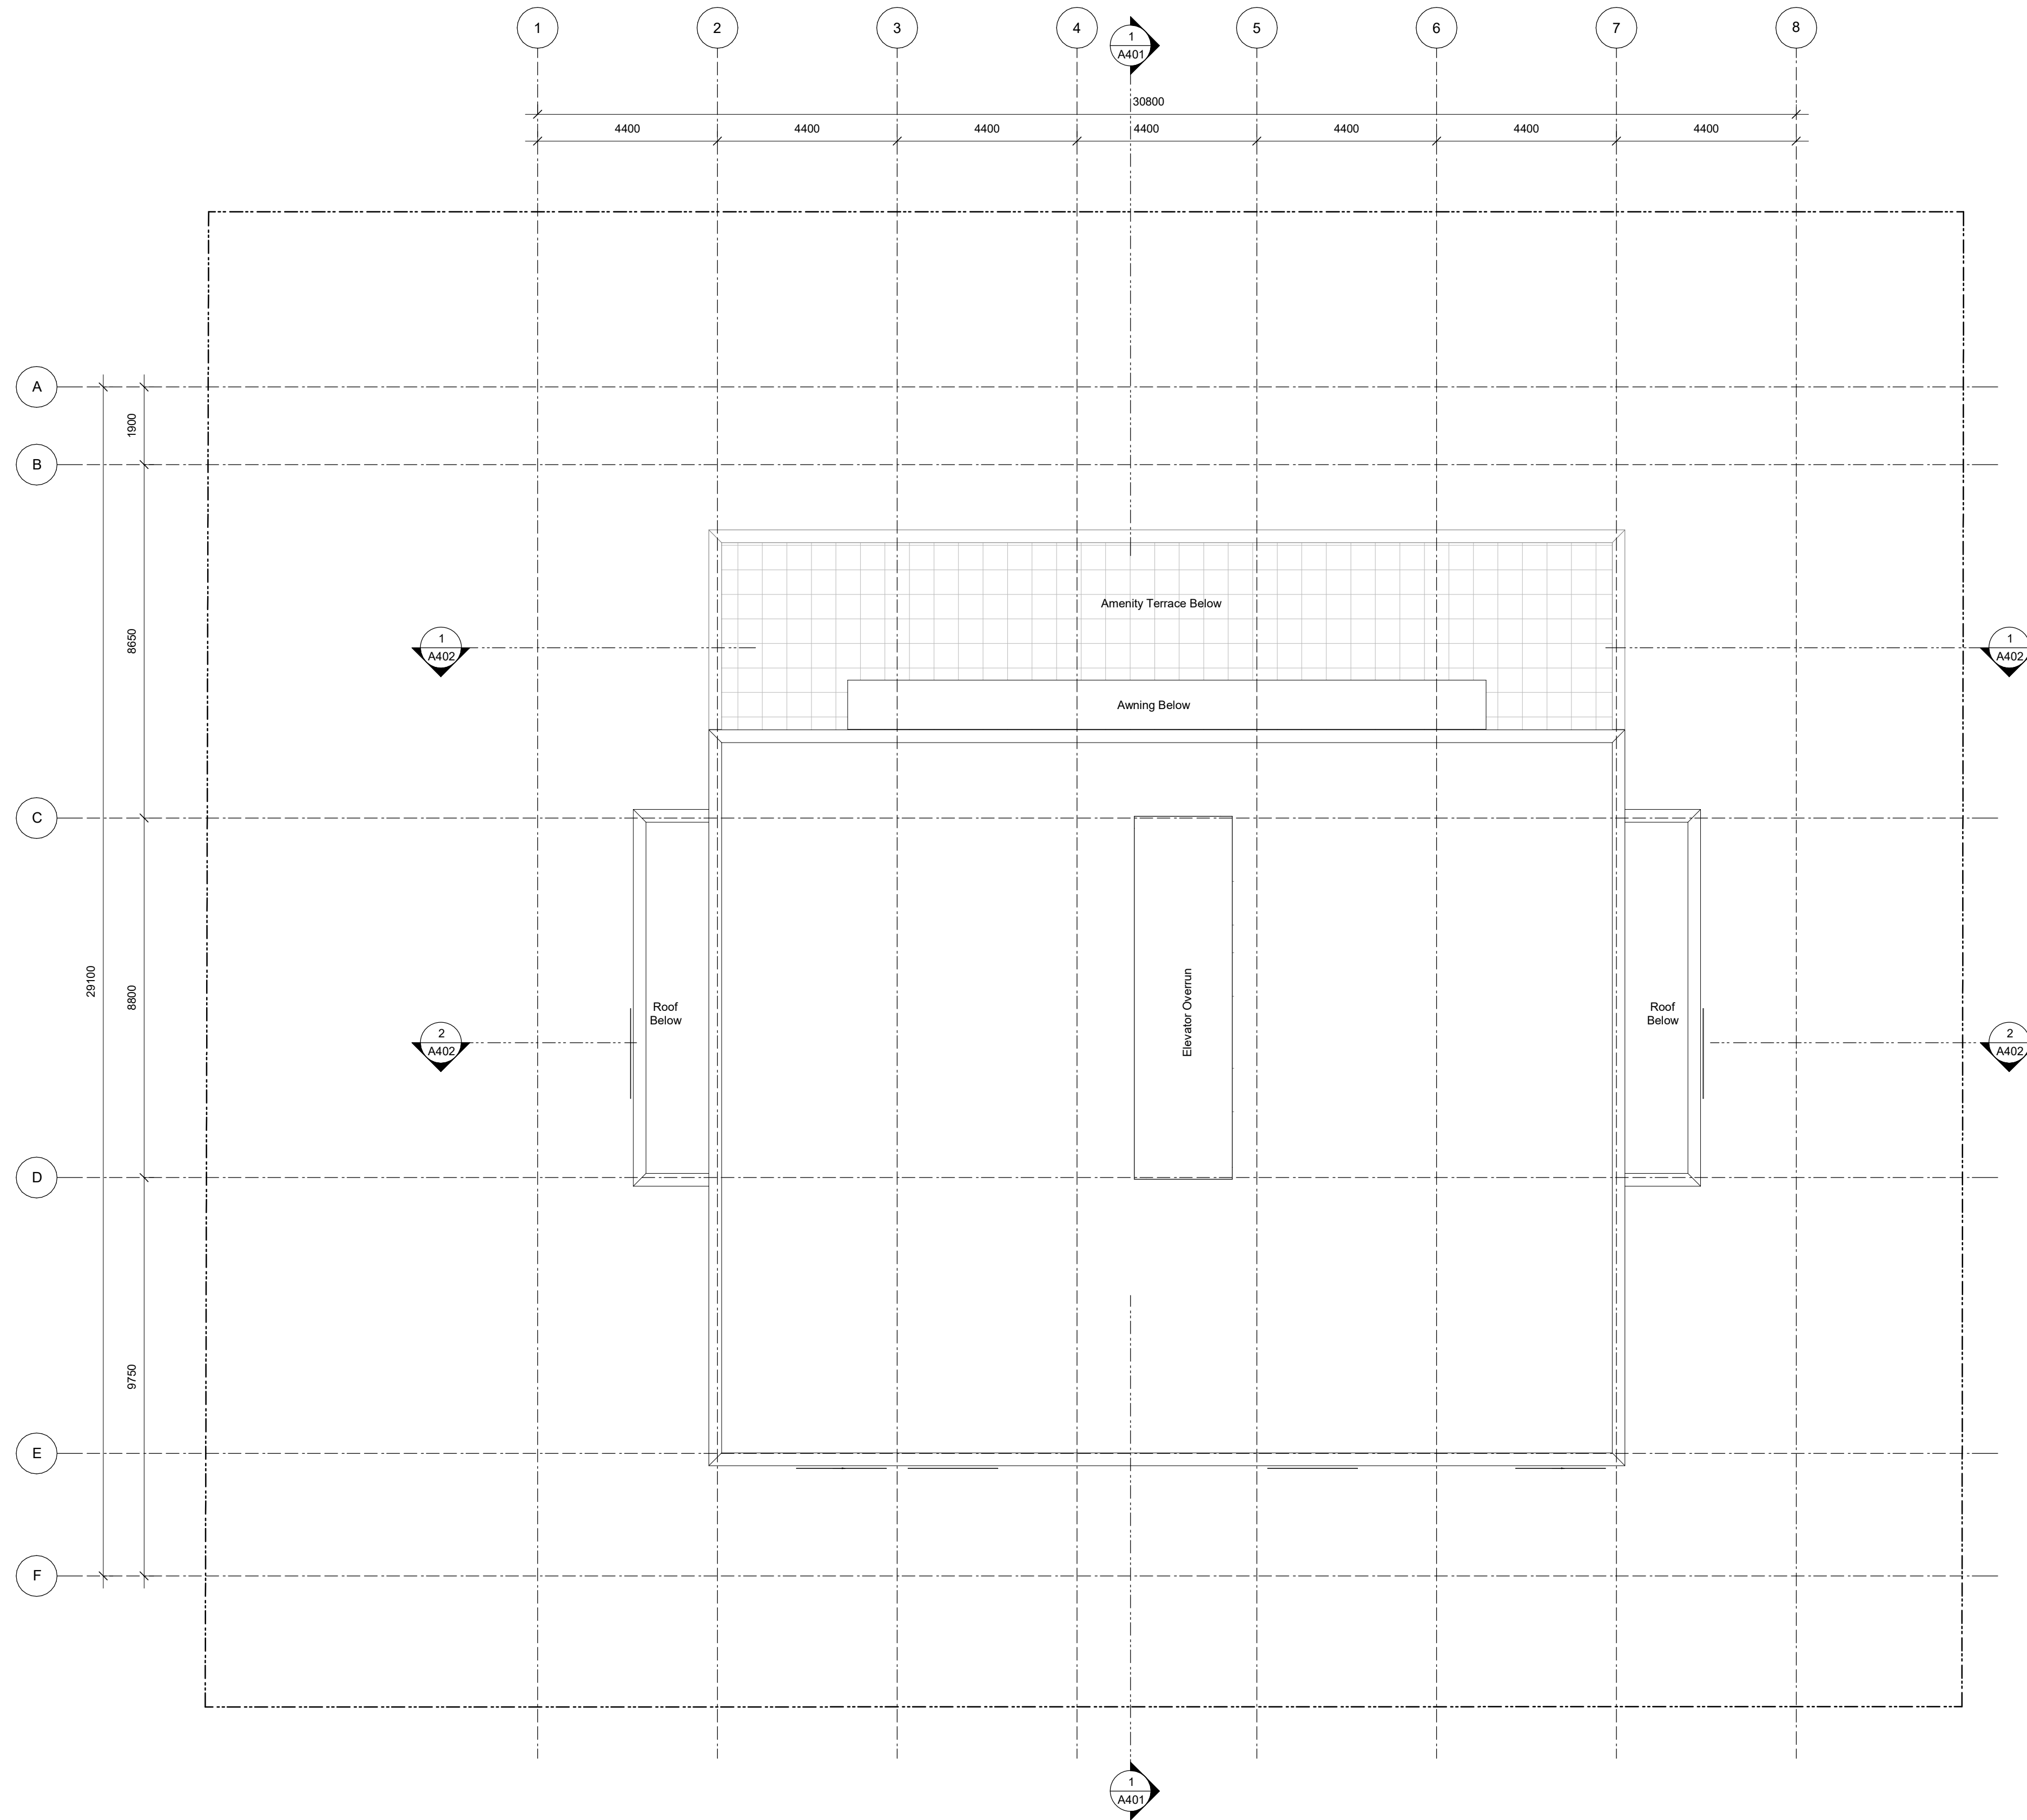 1
2
3
4
5
6
7
8
1
A401
30800
4400
4400
4400
4400
4400
4400
4400
A
1900
B
8650
Amenity Terrace Below
1
A402
1
A402
Awning Below
C
29100
8800
Roof
Below
Elevator Overrun
Roof
Below
2
A402
2
A402
D
9750
E
F
1
A401